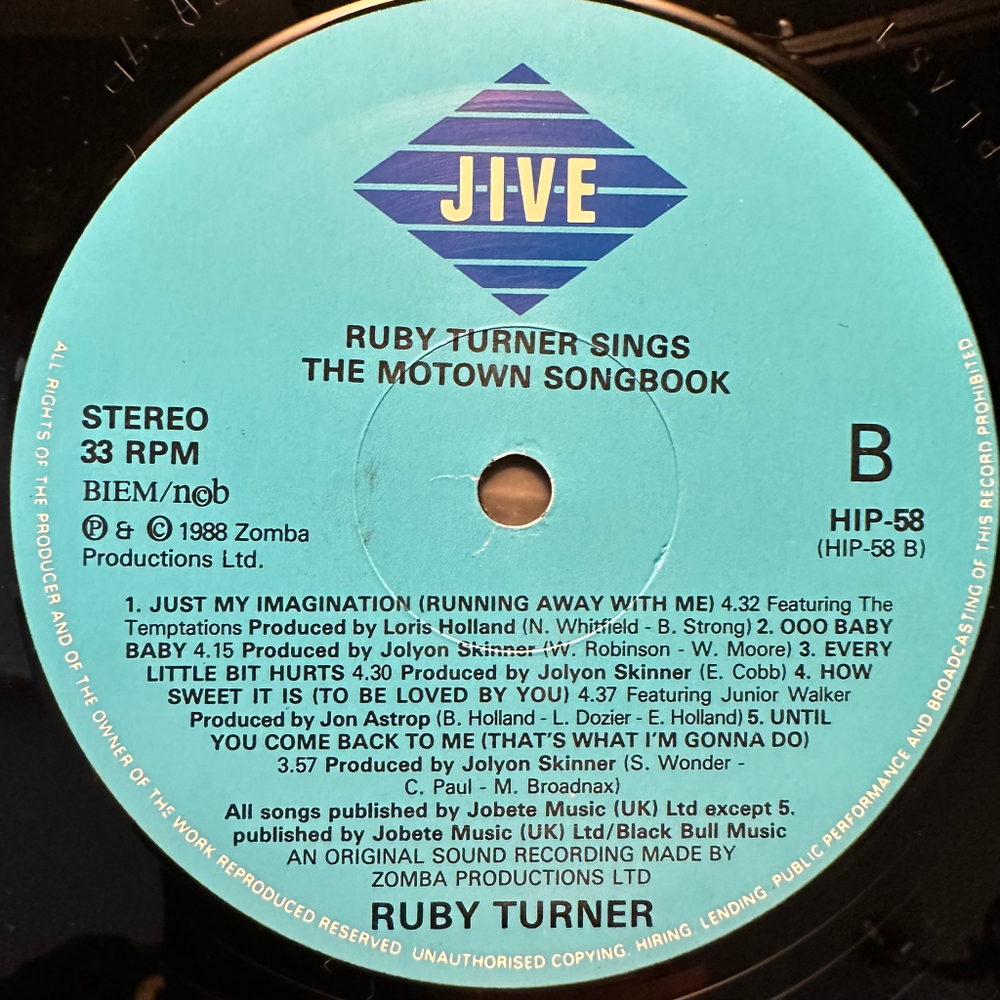 JIVE
RUBY TURNER SINGS
THE MOTOWN SONGBOOK
STEREO
33 RPM
BIEM/n©b
℗ & © 1988 Zomba
Productions Ltd.
B
HIP-58
(HIP-58 B)
1. JUST MY IMAGINATION (RUNNING AWAY WITH ME) 4.32 Featuring The
Temptations Produced by Loris Holland (N. Whitfield - B. Strong) 2. OOO BABY
BABY 4.15 Produced by Jolyon Skinner (W. Robinson - W. Moore) 3. EVERY
LITTLE BIT HURTS 4.30 Produced by Jolyon Skinner (E. Cobb) 4. HOW
SWEET IT IS (TO BE LOVED BY YOU) 4.37 Featuring Junior Walker
Produced by Jon Astrop (B. Holland - L. Dozier - E. Holland) 5. UNTIL
YOU COME BACK TO ME (THAT'S WHAT I'M GONNA DO)
3.57 Produced by Jolyon Skinner (S. Wonder -
C. Paul - M. Broadnax)
All songs published by Jobete Music (UK) Ltd except 5.
published by Jobete Music (UK) Ltd/Black Bull Music
AN ORIGINAL SOUND RECORDING MADE BY
ZOMBA PRODUCTIONS LTD
RUBY TURNER
ALL RIGHTS OF THE PRODUCER AND OF THE OWNER OF THE WORK REPRODUCED RESERVED UNAUTHORISED COPYING. HIRING. LENDING. PUBLIC PERFORMANCE AND BROADCASTING OF THIS RECORD PROHIBITED